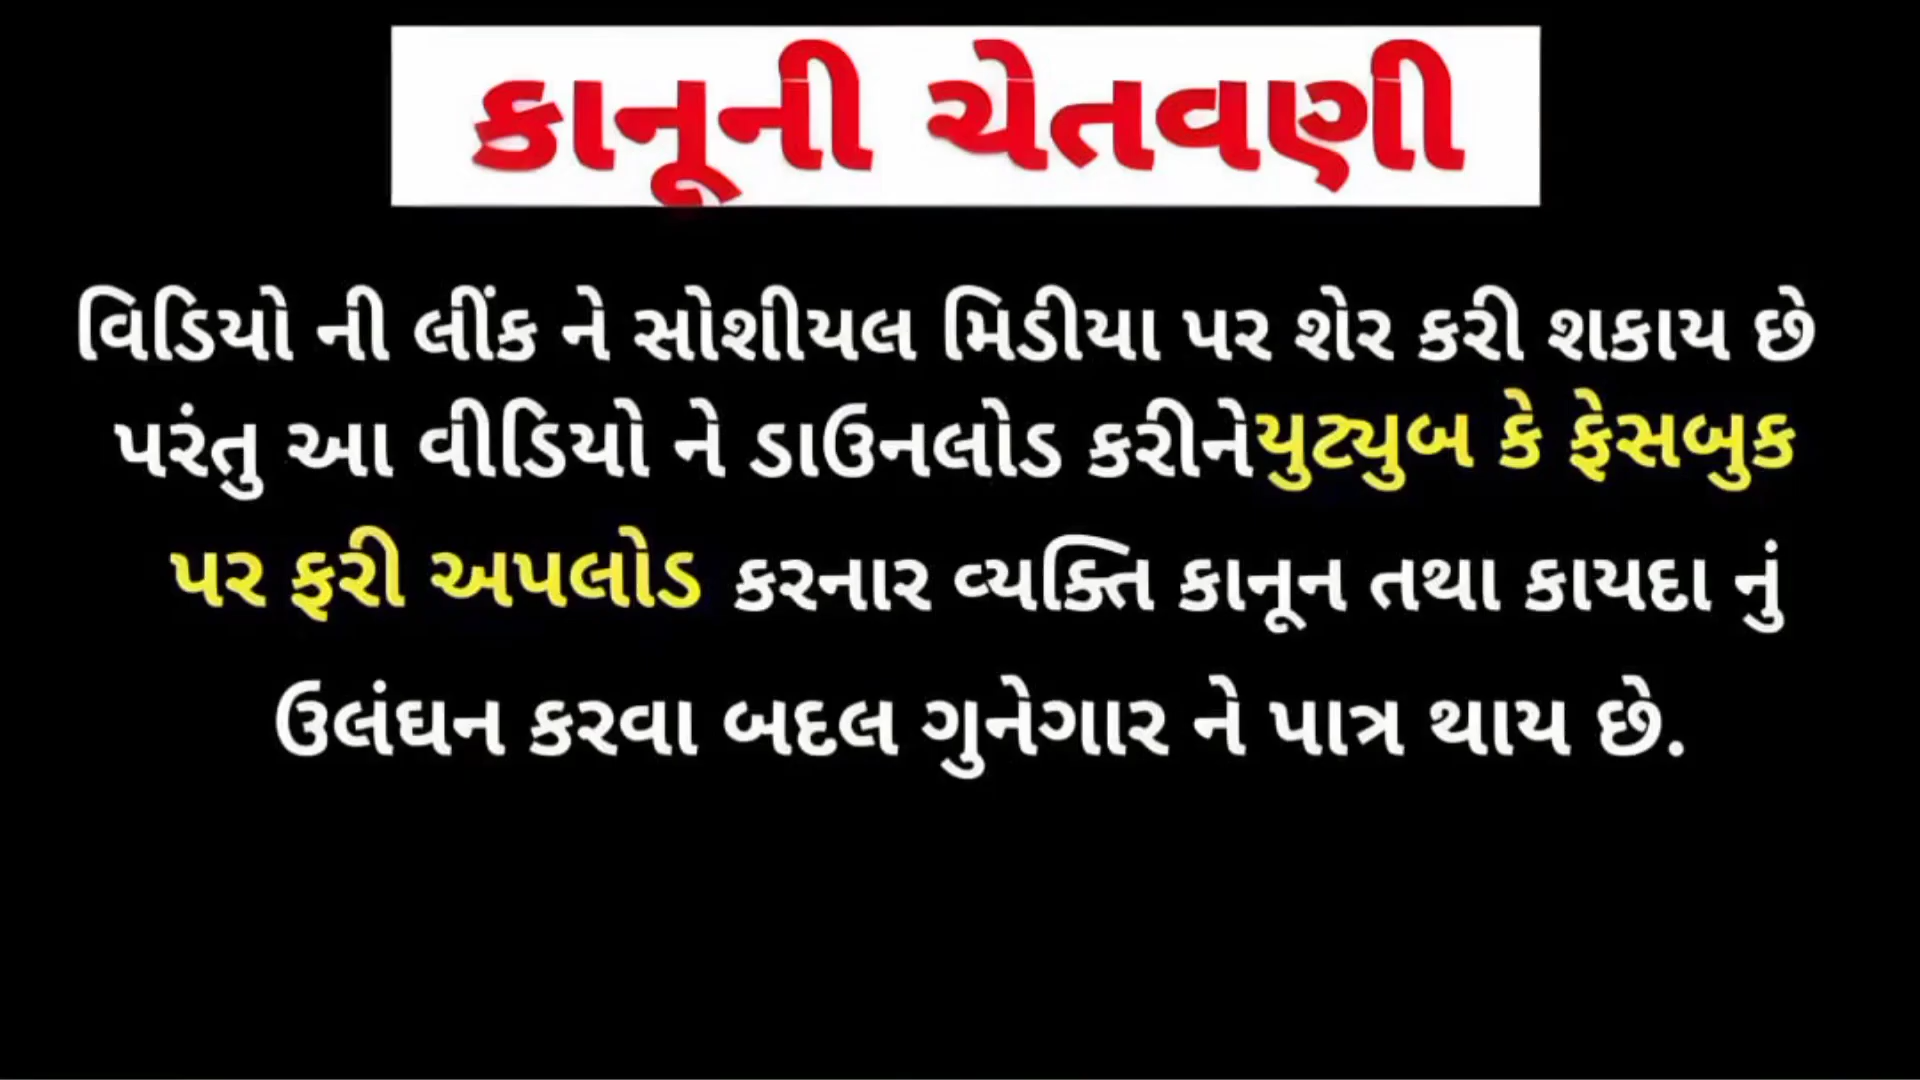 કાનૂની ચેતવણી
વિડિયો ની લીંક ને સોશીયલ મિડીયા પર શેર કરી શકાય છે
પરંતુ આ વીડિયો ને ડાઉનલોડ કરીને યુટ્યુબ કે ફેસબુક
પર ફરી અપલોડ કરનાર વ્યક્તિ કાનૂન તથા કાયદા નું
ઉલંઘન કરવા બદલ ગુનેગાર ને પાત્ર થાય છે.